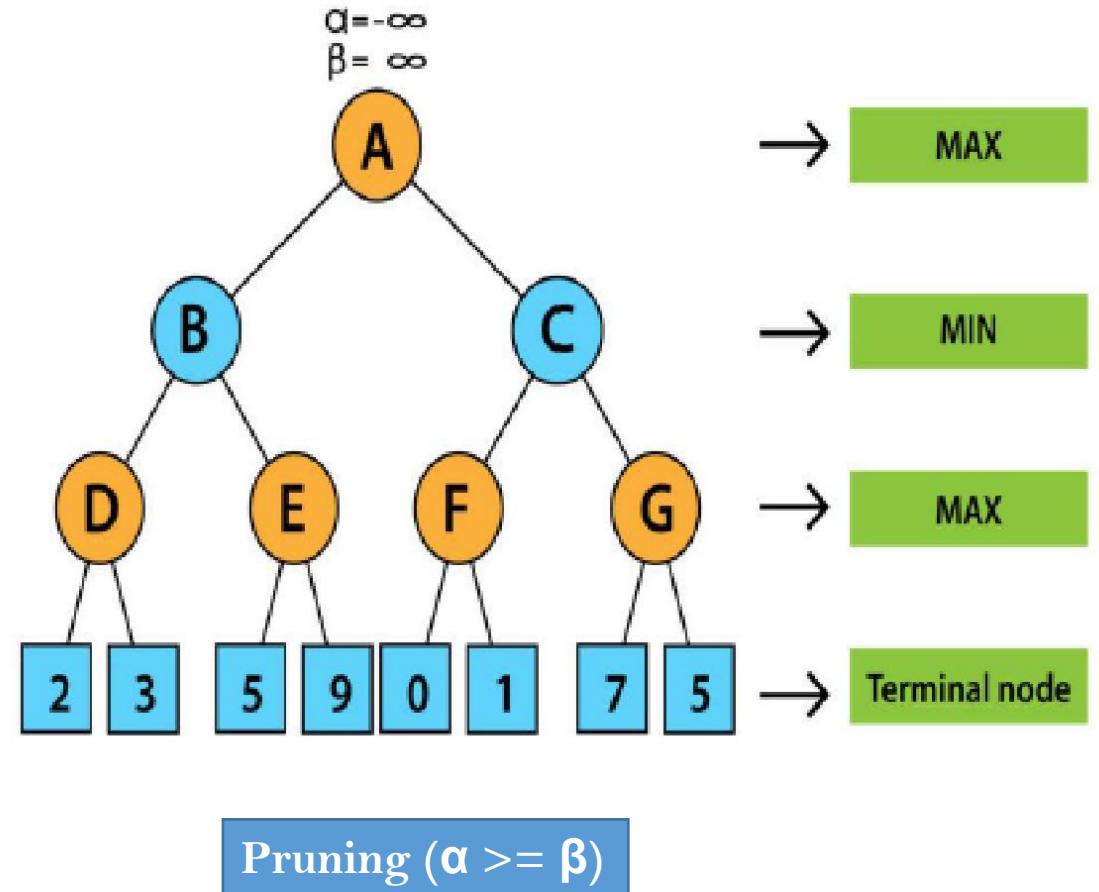 α=-∞
β= ∞
A → MAX
B C → MIN
D E F G → MAX
2 3 5 9 0 1 7 5 → Terminal node
Pruning (α >= β)